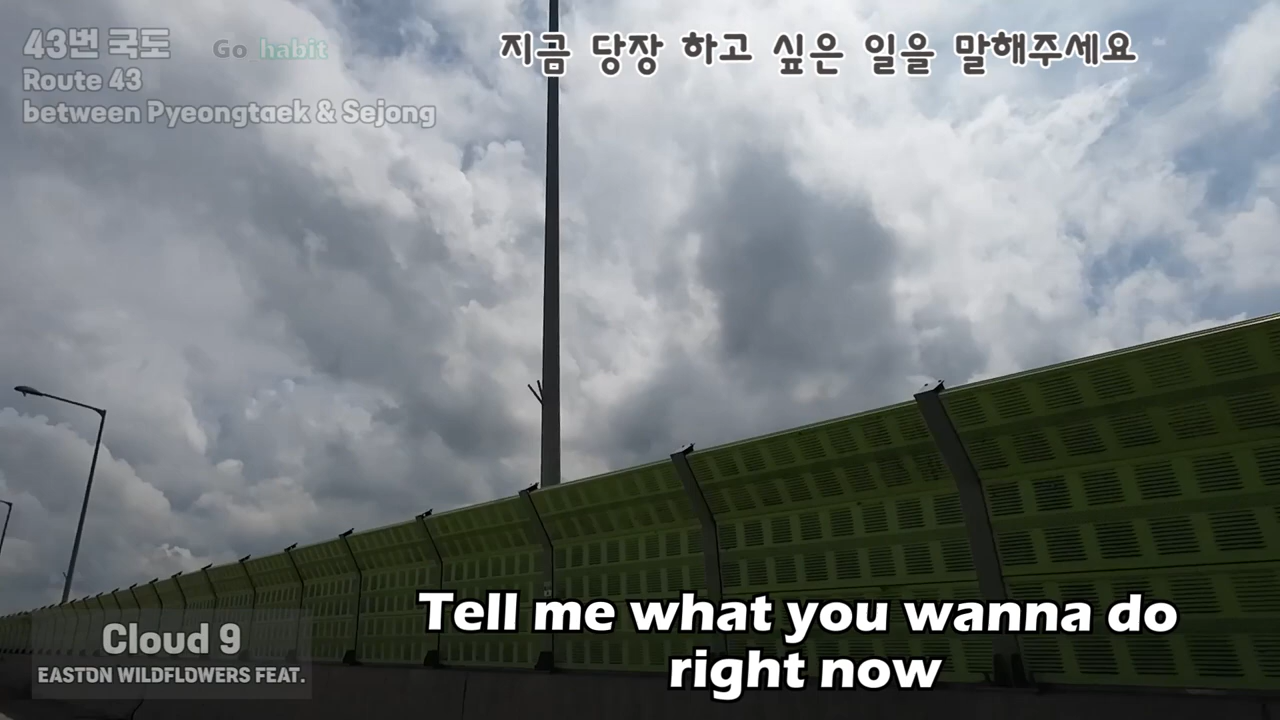 43번 국도
Go habit
지금 당장 하고 싶은 일을 말해주세요
Route 43
between Pyeongtaek & Sejong
Tell me what you wanna do
right now
Cloud 9
EASTON WILDFLOWERS FEAT.